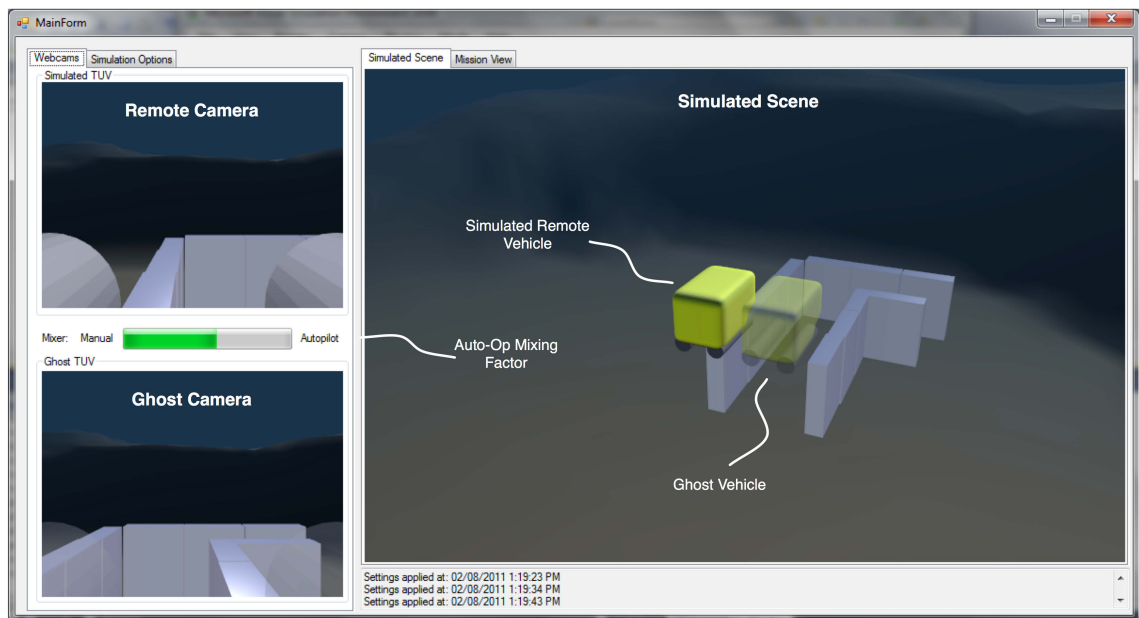 MainForm
Webcams
Simulation Options
Simulated TUV
Remote Camera
Mixer: Manual
Autopilot
Ghost TUV
Ghost Camera
Simulated Scene
Mission View
Simulated Scene
Simulated Remote
Vehicle
Auto-Op Mixing
Factor
Ghost Vehicle
Settings applied at: 02/08/2011 1:19:23 PM
Settings applied at: 02/08/2011 1:19:34 PM
Settings applied at: 02/08/2011 1:19:43 PM